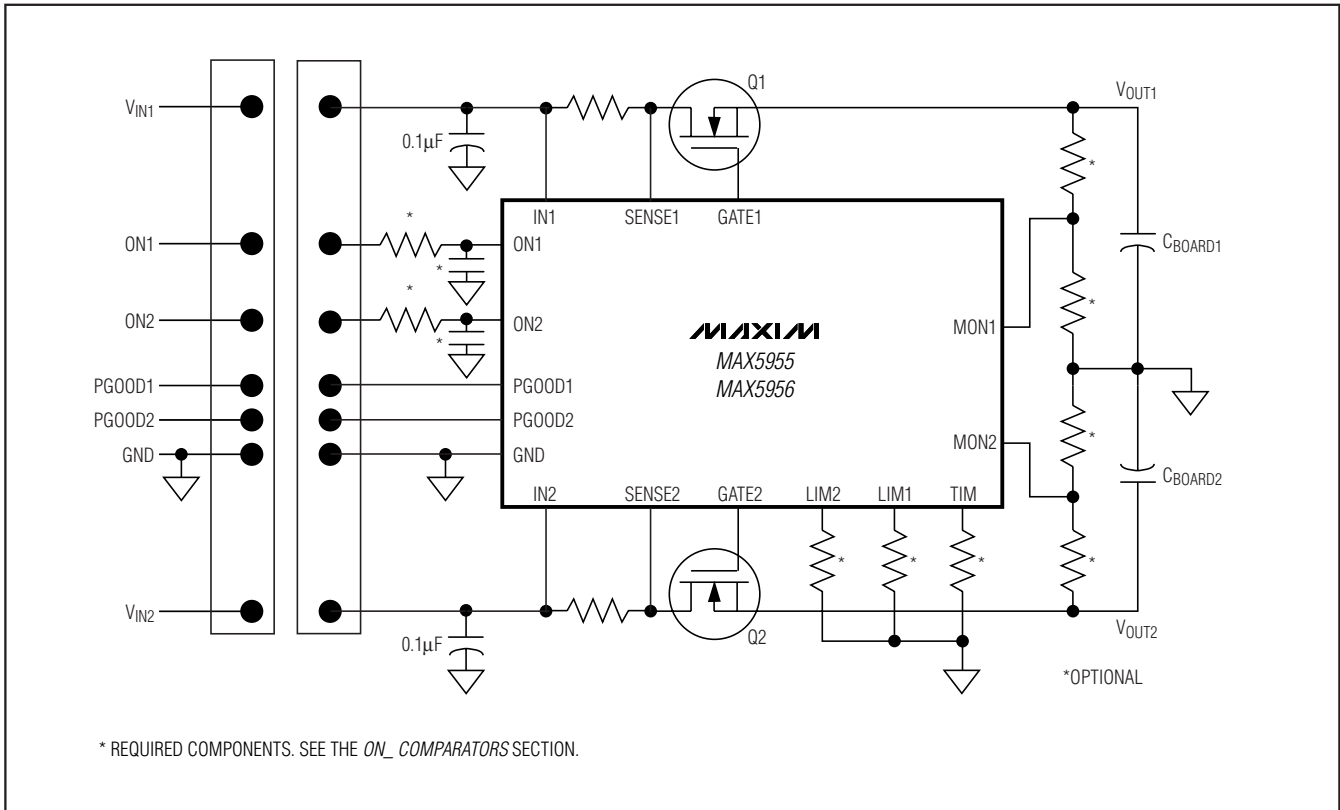 Q1
V_IN1
V_OUT1
0.1µF
*
IN1
SENSE1
GATE1
*
ON1
ON1
C_BOARD1
*
*
*
ON2
ON2
MAXIM
MAX5955
MAX5956
MON1
*
PGOOD1
PGOOD1
PGOOD2
PGOOD2
*
GND
GND
MON2
C_BOARD2
IN2
SENSE2
GATE2
LIM2
LIM1
TIM
*
*
*
*
V_IN2
0.1µF
Q2
V_OUT2
*OPTIONAL
* REQUIRED COMPONENTS. SEE THE ON_ COMPARATORS SECTION.